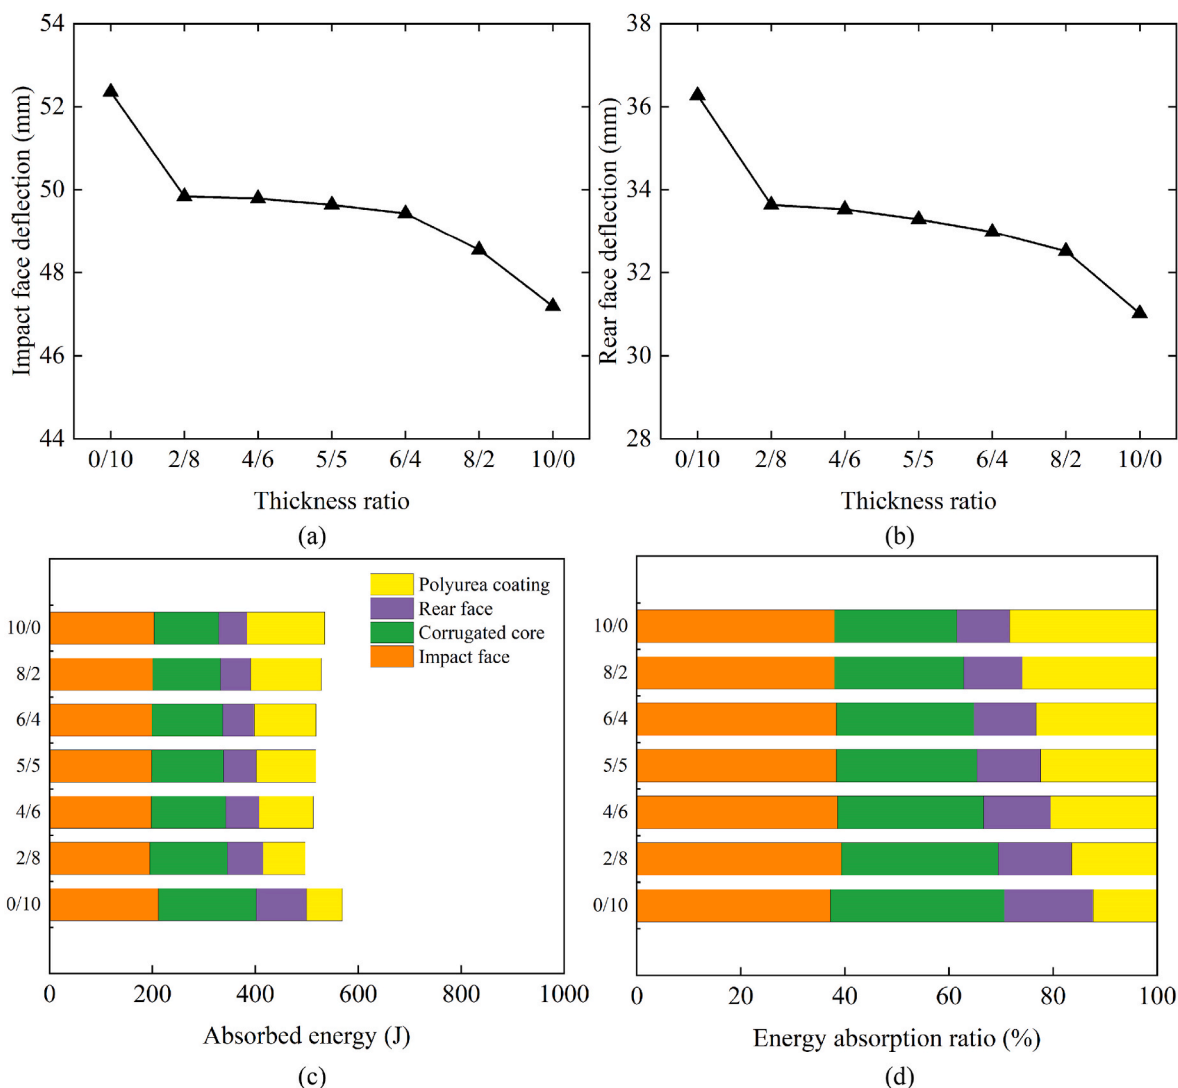 54
52
50
48
46
44
Impact face deflection (mm)
0/10 2/8 4/6 5/5 6/4 8/2 10/0
Thickness ratio
(a)
38
36
34
32
30
28
Rear face deflection (mm)
0/10 2/8 4/6 5/5 6/4 8/2 10/0
Thickness ratio
(b)
Polyurea coating
Rear face
Corrugated core
Impact face
10/0
8/2
6/4
5/5
4/6
2/8
0/10
0 200 400 600 800 1000
Absorbed energy (J)
(c)
10/0
8/2
6/4
5/5
4/6
2/8
0/10
0 20 40 60 80 100
Energy absorption ratio (%)
(d)